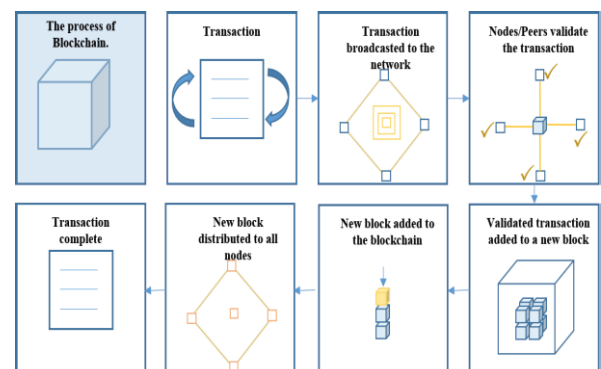 The process of
Blockchain.
Transaction
Transaction
broadcasted to the
network
Nodes/Peers validate
the transaction
Transaction
complete
New block
distributed to all
nodes
New block added to
the blockchain
Validated transaction
added to a new block